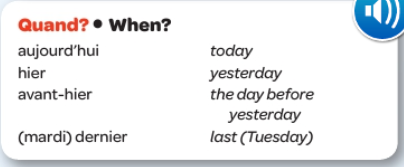 Quand? • When?
aujourd'hui today
hier yesterday
avant-hier the day before
yesterday
(mardi) dernier last (Tuesday)